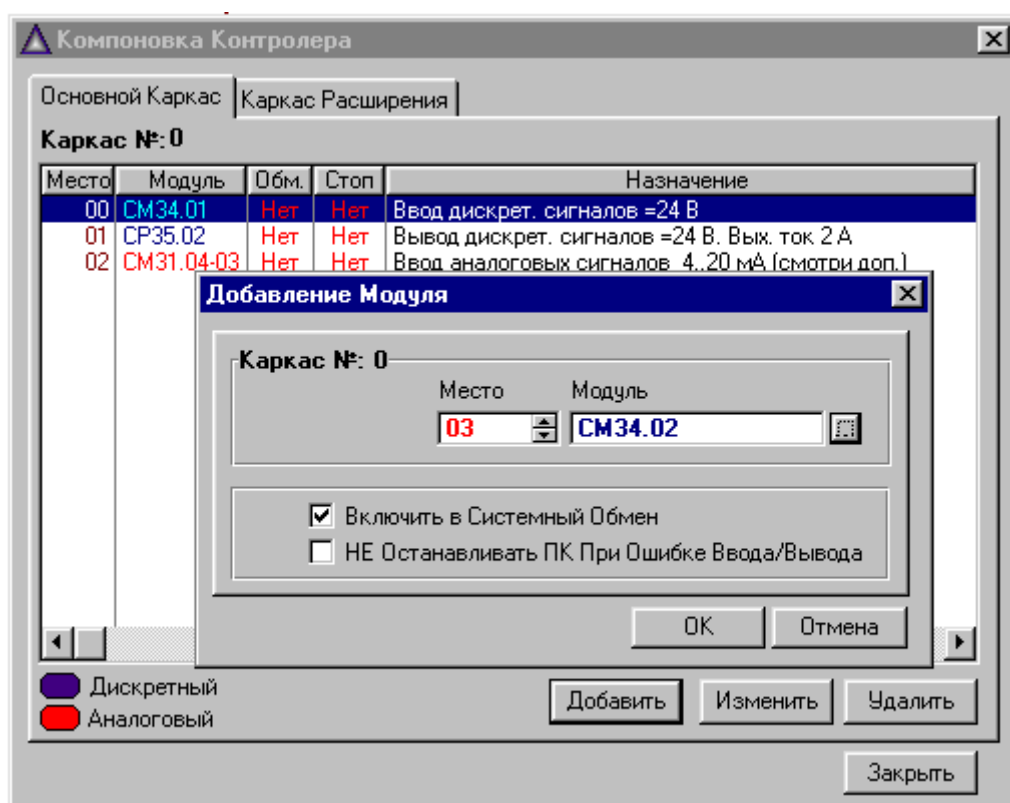 Компоновка Контролера
Основной Каркас Каркас Расширения
Каркас №: 0
Место Модуль Обм. Стоп Назначение
00 СМ34.01 Нет Нет Ввод дискрет. сигналов =24 В
01 СР35.02 Нет Нет Вывод дискрет. сигналов =24 В. Вых. ток 2 А
02 СМ31.04-03 Нет Нет Ввод аналоговых сигналов 4..20 мА (смотри доп.)
Добавление Модуля
Каркас №: 0
Место Модуль
03 СМ34.02
Включить в Системный Обмен
НЕ Останавливать ПК При Ошибке Ввода/Вывода
ОК Отмена
Дискретный
Аналоговый
Добавить Изменить Удалить
Закрыть